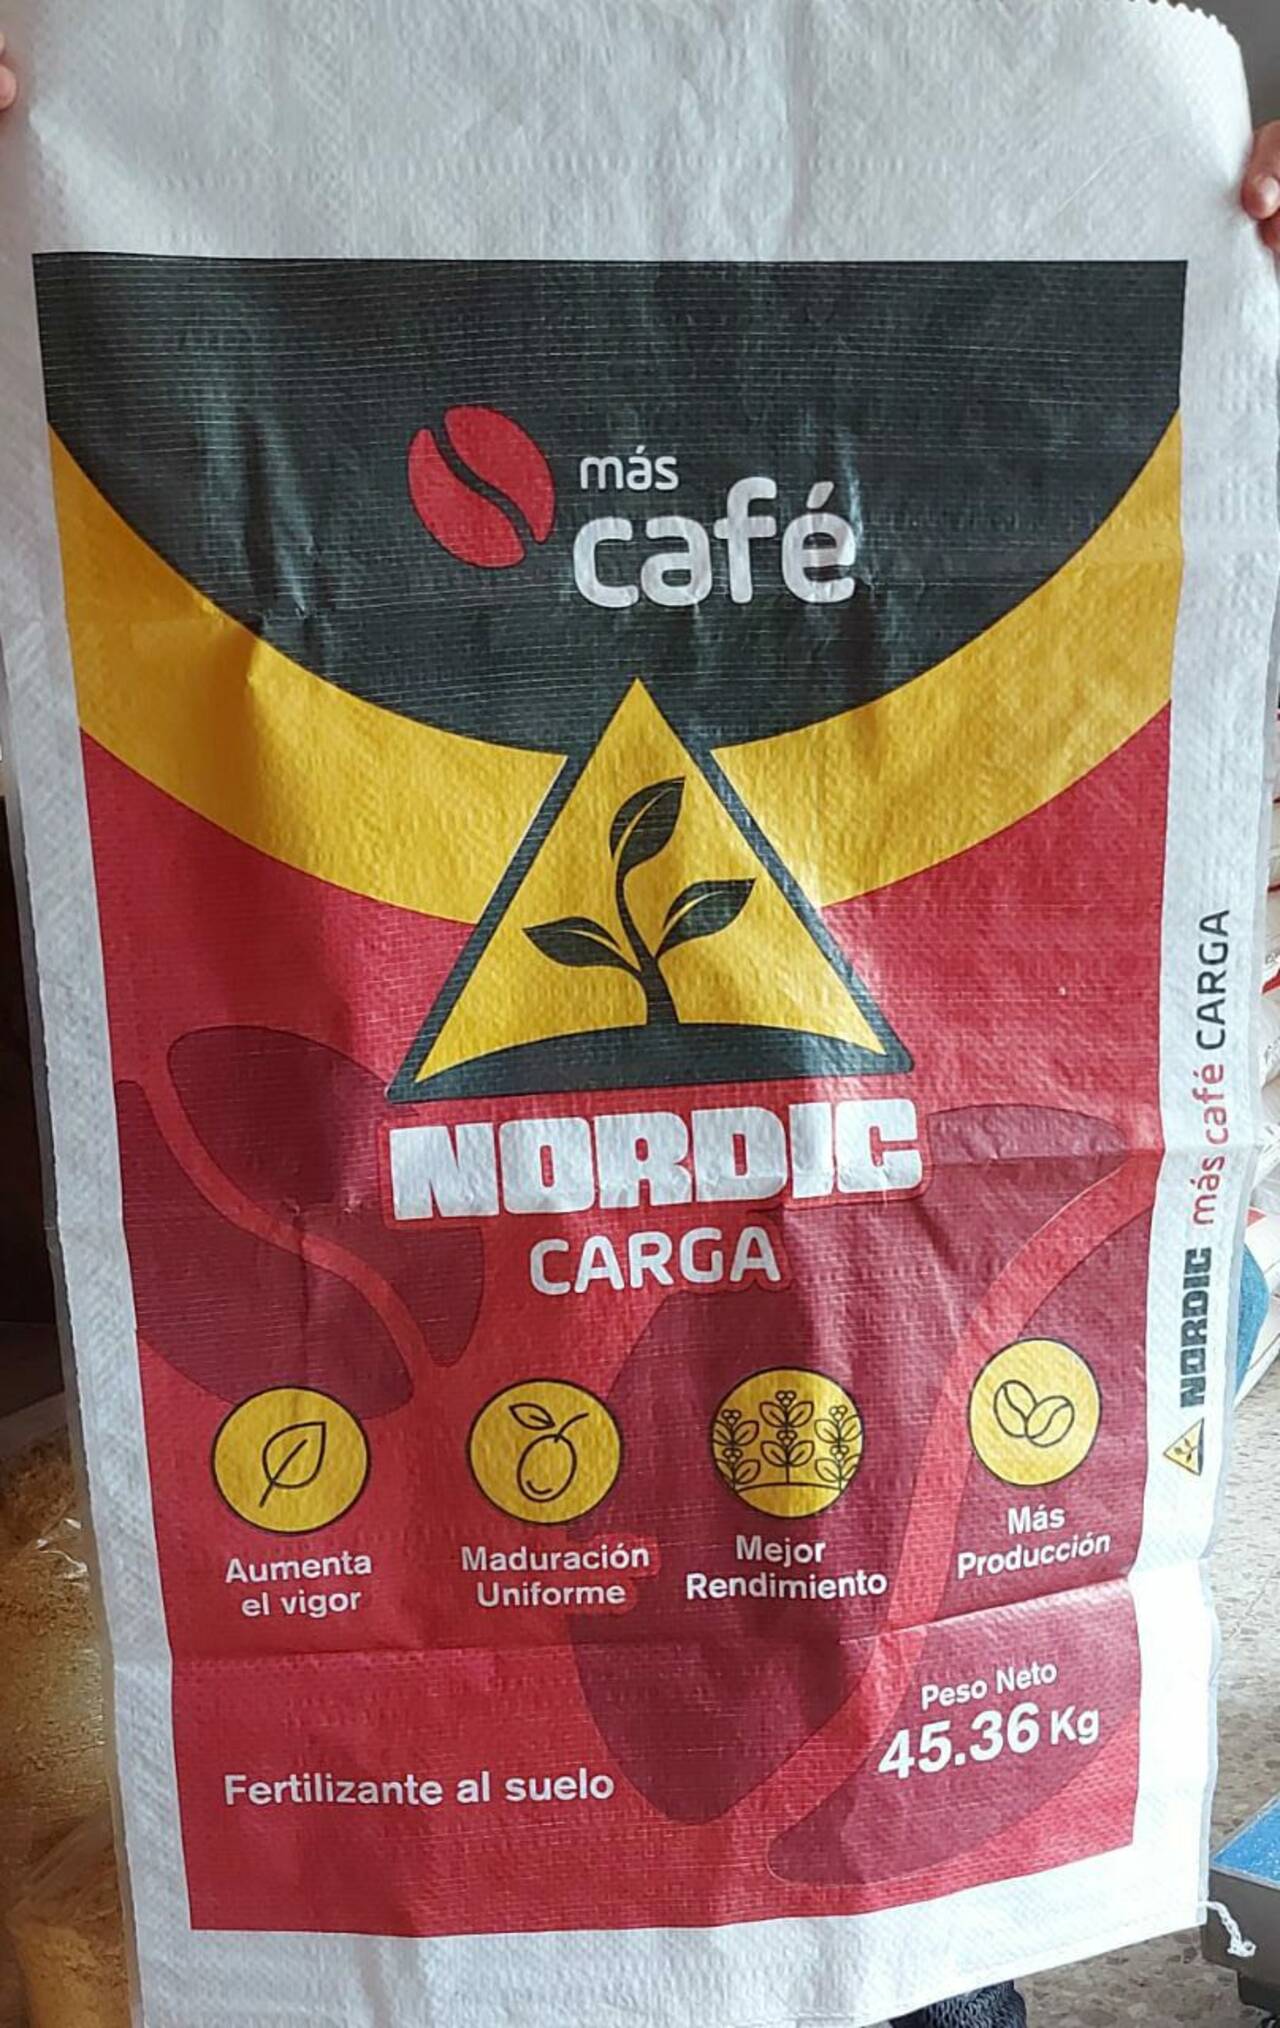 más
café
NORDIC
CARGA
Aumenta
el vigor
Maduración
Uniforme
Mejor
Rendimiento
Más
Producción
Peso Neto
45.36 Kg
Fertilizante al suelo
NORDIC más café CARGA